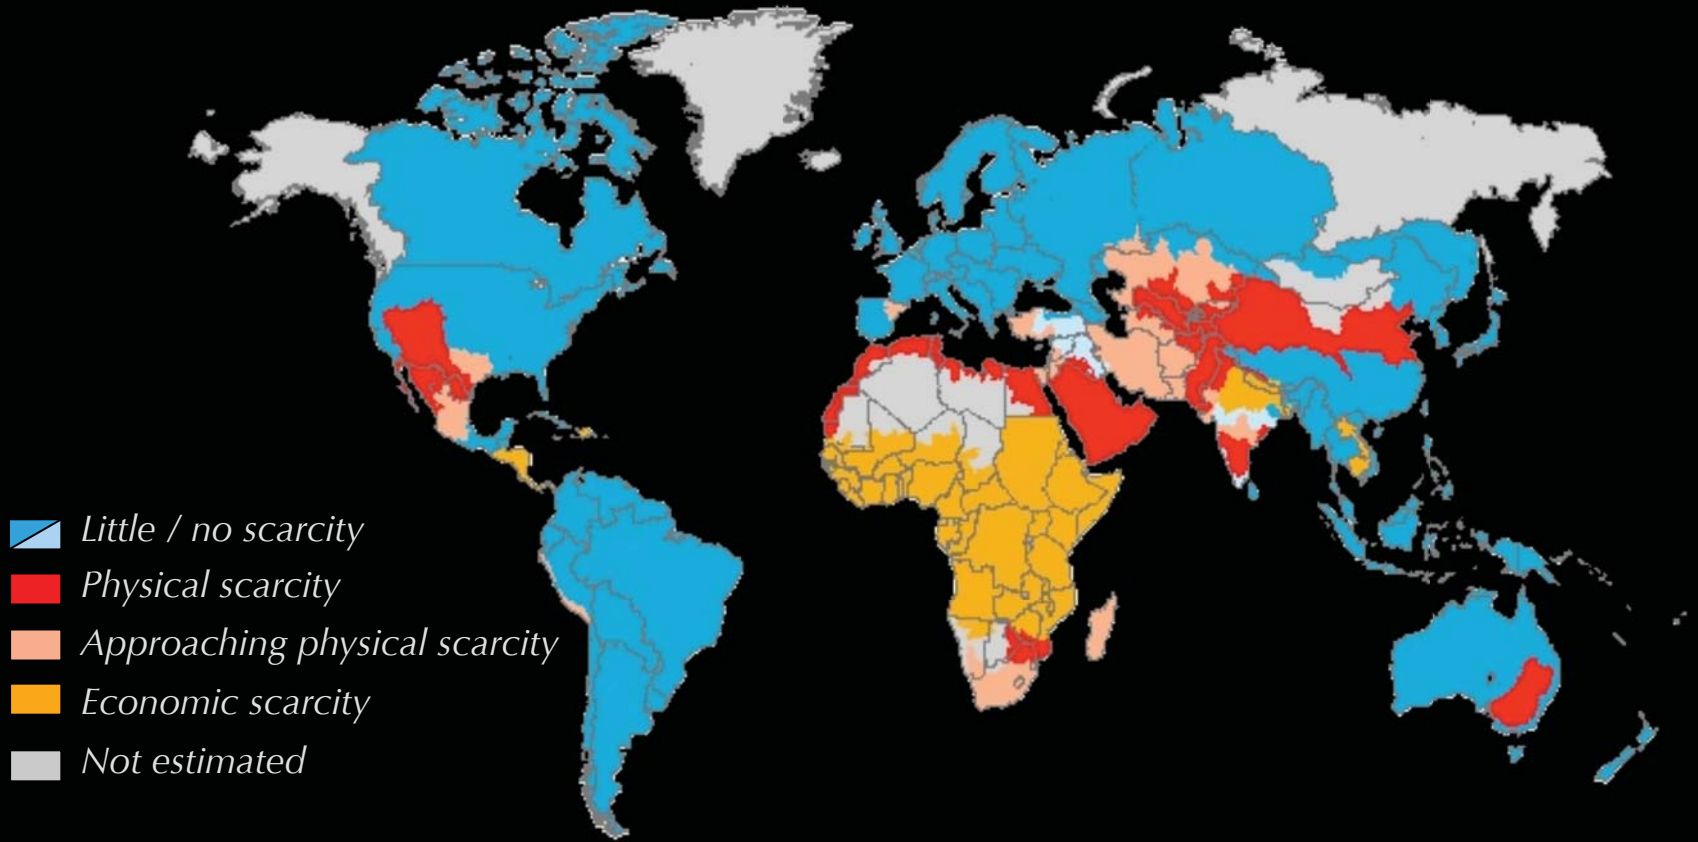 Little / no scarcity
Physical scarcity
Approaching physical scarcity
Economic scarcity
Not estimated